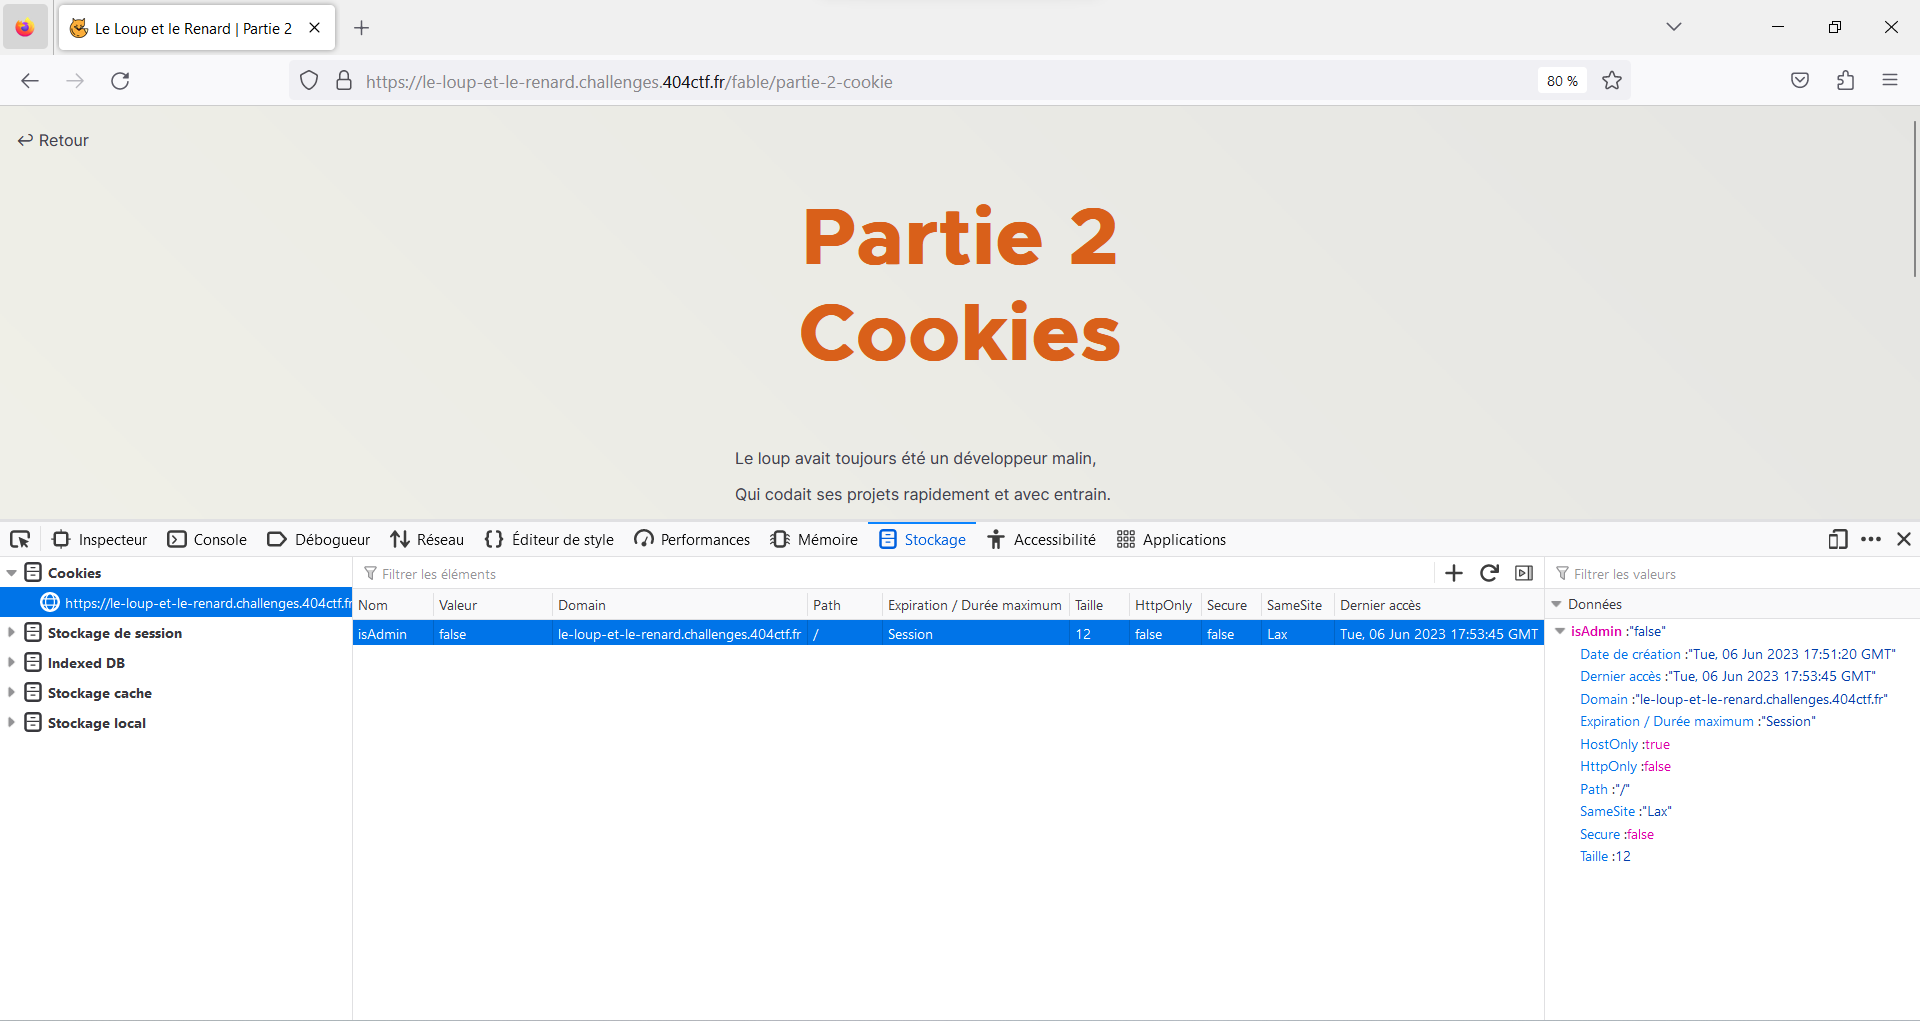 Le Loup et le Renard | Partie 2
https://le-loup-et-le-renard.challenges.404ctf.fr/fable/partie-2-cookie
80 %
Retour
Partie 2
Cookies
Le loup avait toujours été un développeur malin,
Qui codait ses projets rapidement et avec entrain.
Inspecteur Console Débogueur Réseau Éditeur de style Performances Mémoire Stockage Accessibilité Applications
Cookies
https://le-loup-et-le-renard.challenges.404ctf.fr
Stockage de session
Indexed DB
Stockage cache
Stockage local
Filtrer les éléments
Nom Valeur Domain Path Expiration / Durée maximum Taille HttpOnly Secure SameSite Dernier accès
isAdmin false le-loup-et-le-renard.challenges.404ctf.fr / Session 12 false false Lax Tue, 06 Jun 2023 17:53:45 GMT
Filtrer les valeurs
Données
isAdmin :"false"
Date de création :"Tue, 06 Jun 2023 17:51:20 GMT"
Dernier accès :"Tue, 06 Jun 2023 17:53:45 GMT"
Domain :"le-loup-et-le-renard.challenges.404ctf.fr"
Expiration / Durée maximum :"Session"
HostOnly :true
HttpOnly :false
Path :"/"
SameSite :"Lax"
Secure :false
Taille :12